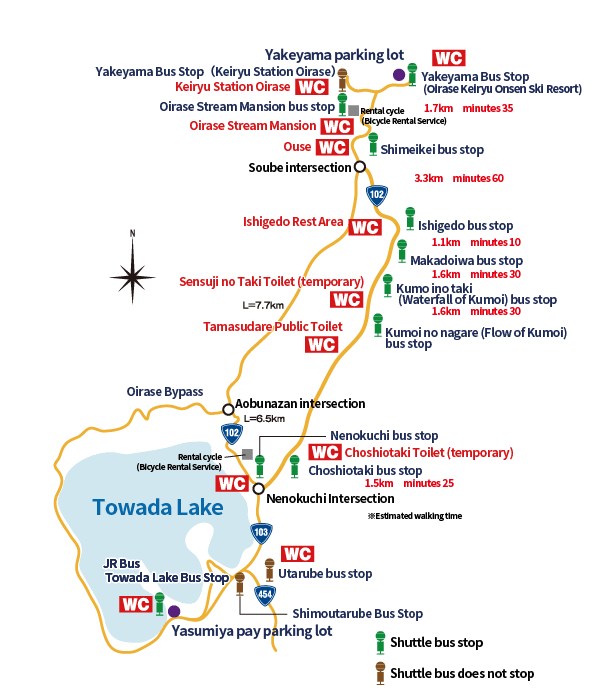 Yakeyama parking lot
WC
Yakeyama Bus Stop (Keiryu Station Oirase)
Keiryu Station Oirase WC
Yakeyama Bus Stop
(Oirase Keiryu Onsen Ski Resort)
Oirase Stream Mansion bus stop
Rental cycle
(Bicycle Rental Service)
1.7km minutes 35
Oirase Stream Mansion WC
Ouse WC
Shimeikei bus stop
Soube intersection
3.3km minutes 60
102
Ishigedo Rest Area WC
Ishigedo bus stop
1.1km minutes 10
N
Makadoiwa bus stop
1.6km minutes 30
Sensuji no Taki Toilet (temporary)
WC
Kumo ino taki
(Waterfall of Kumoi) bus stop
L=7.7km
1.6km minutes 30
Tamasudare Public Toilet
WC
Kumoi no nagare (Flow of Kumoi)
bus stop
Oirase Bypass
Aobunazan intersection
L=6.5km
102
Nenokuchi bus stop
Rental cycle
(Bicycle Rental Service)
WC Choshiotaki Toilet (temporary)
Choshiotaki bus stop
WC
1.5km minutes 25
Nenokuchi Intersection
Towada Lake
※Estimated walking time
103
WC
JR Bus
Towada Lake Bus Stop
Utarube bus stop
WC
454
Shimoutarube Bus Stop
Yasumiya pay parking lot
Shuttle bus stop
Shuttle bus does not stop